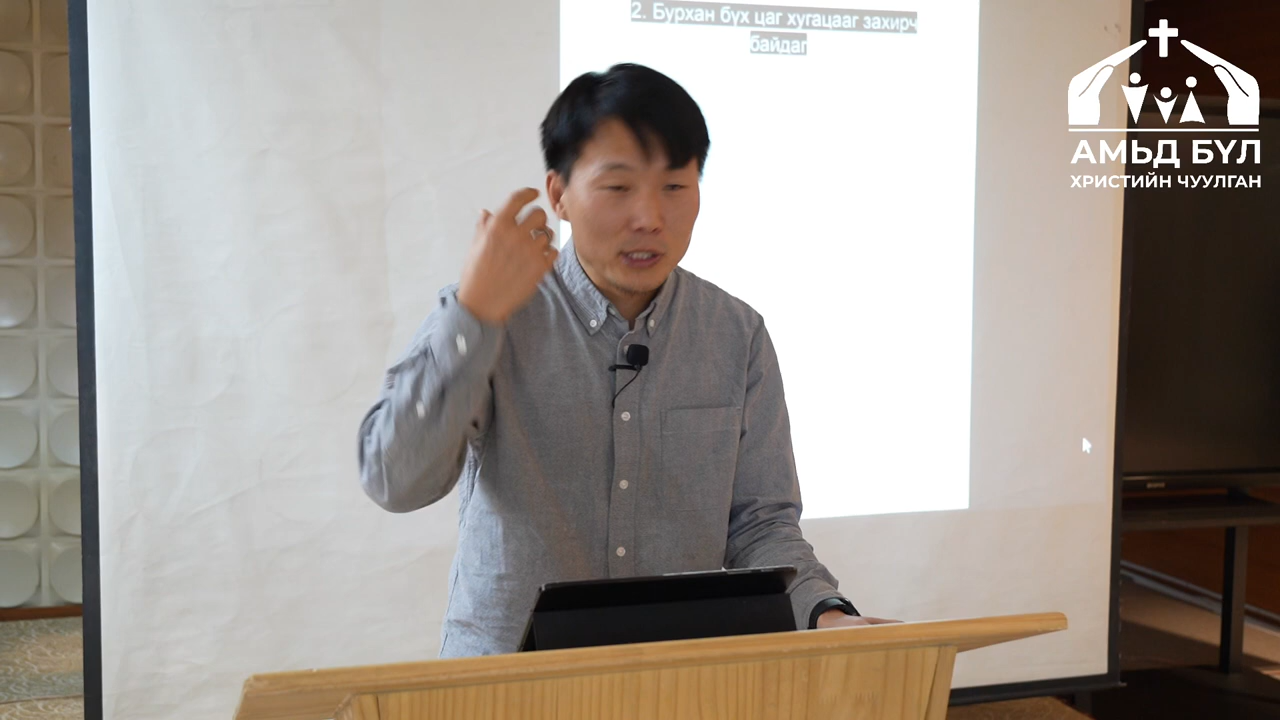 2. Бурхан бүх цаг хугацааг захирч
байдаг
АМЬД БҮЛ
ХРИСТИЙН ЧУУЛГАН